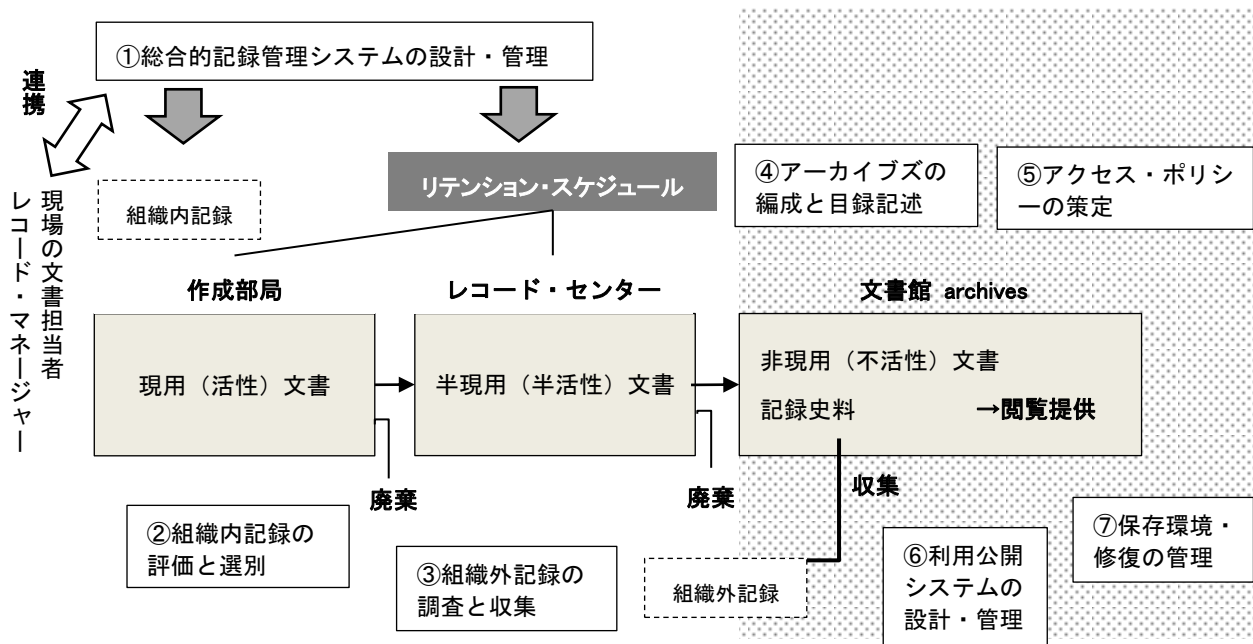 ①総合的記録管理システムの設計・管理
連携
現場の文書担当者
レコード・マネージャー
組織内記録
リテンション・スケジュール
④アーカイブズの
編成と目録記述
⑤アクセス・ポリシ
ーの策定
作成部局
レコード・センター
文書館 archives
現用（活性）文書
半現用（半活性）文書
非現用（不活性）文書
記録史料 →閲覧提供
廃棄
廃棄
収集
②組織内記録の
評価と選別
③組織外記録の
調査と収集
組織外記録
⑥利用公開
システムの
設計・管理
⑦保存環境・
修復の管理